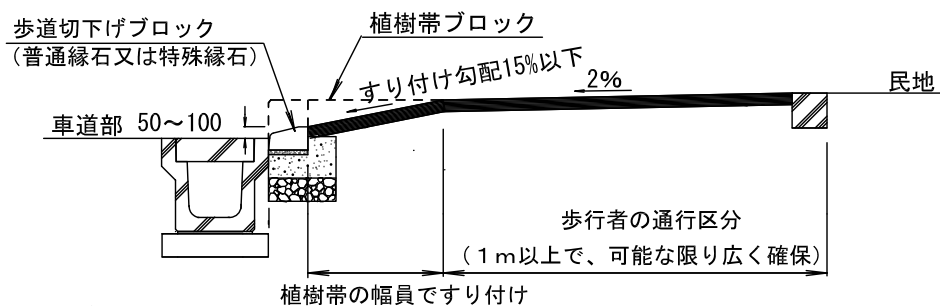 歩道切下げブロック
(普通縁石又は特殊縁石)
植樹帯ブロック
すり付け勾配15%以下
2%
民地
車道部 50～100
歩行者の通行区分
(1m以上で、可能な限り広く確保)
植樹帯の幅員ですり付け